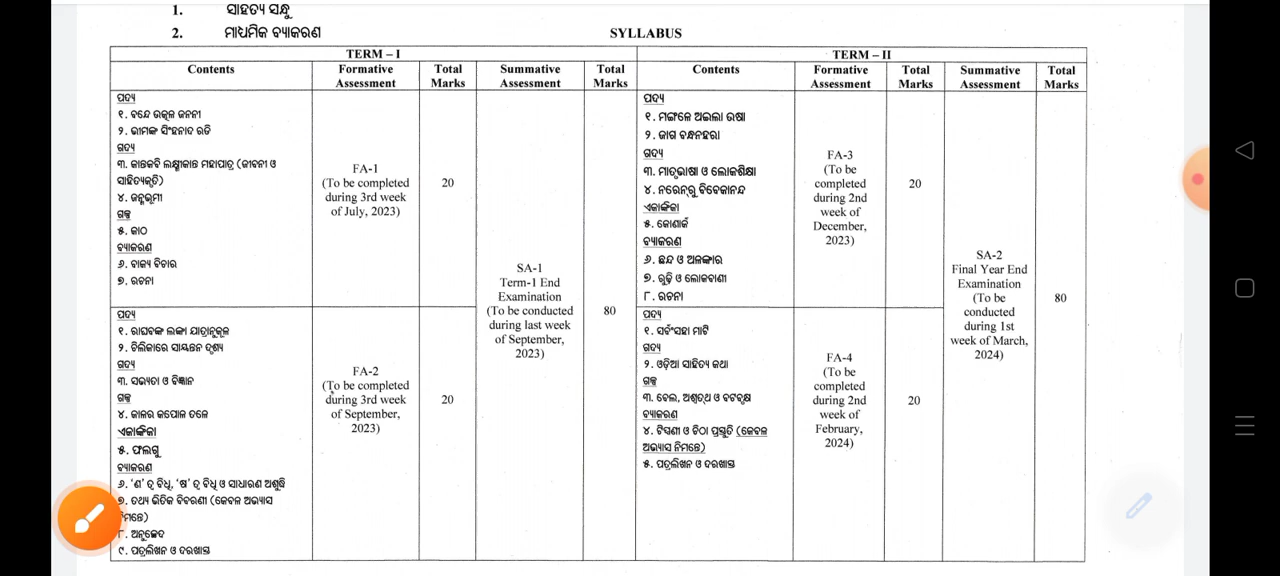 1. ସାହିତ୍ୟ ସିନ୍ଧୁ
2. ମାଧ୍ୟମିକ ବ୍ୟାକରଣ
SYLLABUS
TERM – I
TERM – II
Contents
Formative Assessment
Total Marks
Summative Assessment
Total Marks
Contents
Formative Assessment
Total Marks
Summative Assessment
Total Marks
ପଦ୍ୟ
୧. ବନ୍ଦେ ଉତ୍କଳ ଜନନୀ
୨. ଭୀମଙ୍କ ସିଂହନାଦ ରଡି
ଗଦ୍ୟ
୩. କାନ୍ତକବି ଲକ୍ଷ୍ମୀକାନ୍ତ ମହାପାତ୍ର (ଜୀବନୀ ଓ
ସାହିତ୍ୟକୃତି)
୪. ଜନ୍ମଭୂମୀ
ଗଳ୍ପ
୫. କାଠ
ବ୍ୟାକରଣ
୬. ବାକ୍ୟ ବିଚାର
୭. ରଚନା
FA-1
(To be completed
during 3rd week
of July, 2023)
20
ପଦ୍ୟ
୧. ରାଘବଙ୍କ ଲଙ୍କା ଯାତ୍ରାନୁକୂଳ
୨. ଚିଲିକାରେ ସାୟନ୍ତନ ଦୃଶ୍ୟ
ଗଦ୍ୟ
୩. ସଭ୍ୟତା ଓ ବିଜ୍ଞାନ
ଗଳ୍ପ
୪. କାଳର କପୋଳ ତଳେ
ଏକାଙ୍କିକା
୫. ଫଲଗୁ
ବ୍ୟାକରଣ
୬. ‘ଣ’ ତ୍ୱ ବିଧି, ‘ଷ’ ତ୍ୱ ବିଧି ଓ ସାଧାରଣ ଅଶୁଦ୍ଧି
୭. ତଥ୍ୟ ଭିତିକ ବିବରଣୀ (କେବଳ ଅଭ୍ୟାସ
ନିମନ୍ତେ)
୮. ଅନୁଚ୍ଛେଦ
୯. ପତ୍ରଲିଖନ ଓ ଦରଖାସ୍ତ
FA-2
(To be completed
during 3rd week
of September,
2023)
20
SA-1
Term-1 End
Examination
(To be conducted
during last week
of September,
2023)
80
ପଦ୍ୟ
୧. ମଙ୍ଗଳେ ଅଇଲା ଉଷା
୨. ଜାଗ ବନ୍ଧନହରା
ଗଦ୍ୟ
୩. ମାତୃଭାଷା ଓ ଲୋକଶିକ୍ଷା
୪. ନରେନ୍‌ରୁ ବିବେକାନନ୍ଦ
ଏକାଙ୍କିକା
୫. କୋଣାର୍କ
ବ୍ୟାକରଣ
୬. ଛନ୍ଦ ଓ ଅଳଙ୍କାର
୭. ରୂଢ଼ି ଓ ଲୋକବାଣୀ
୮. ରଚନା
FA-3
(To be
completed
during 2nd
week of
December,
2023)
20
ପଦ୍ୟ
୧. ସର୍ବଂସହା ମାଟି
ଗଦ୍ୟ
୨. ଓଡ଼ିଆ ସାହିତ୍ୟ କଥା
ଗଳ୍ପ
୩. ବେଲ, ଅଶ୍ୱତ୍‌ଥ ଓ ବଟବୃକ୍ଷ
ବ୍ୟାକରଣ
୪. ଟିପ୍ପଣୀ ଓ ଚିଠା ପ୍ରସ୍ତୁତି (କେବଳ
ଅଭ୍ୟାସ ନିମନ୍ତେ)
୫. ପତ୍ରଲିଖନ ଓ ଦରଖାସ୍ତ
FA-4
(To be
completed
during 2nd
week of
February,
2024)
20
SA-2
Final Year End
Examination
(To be
conducted
during 1st
week of March,
2024)
80